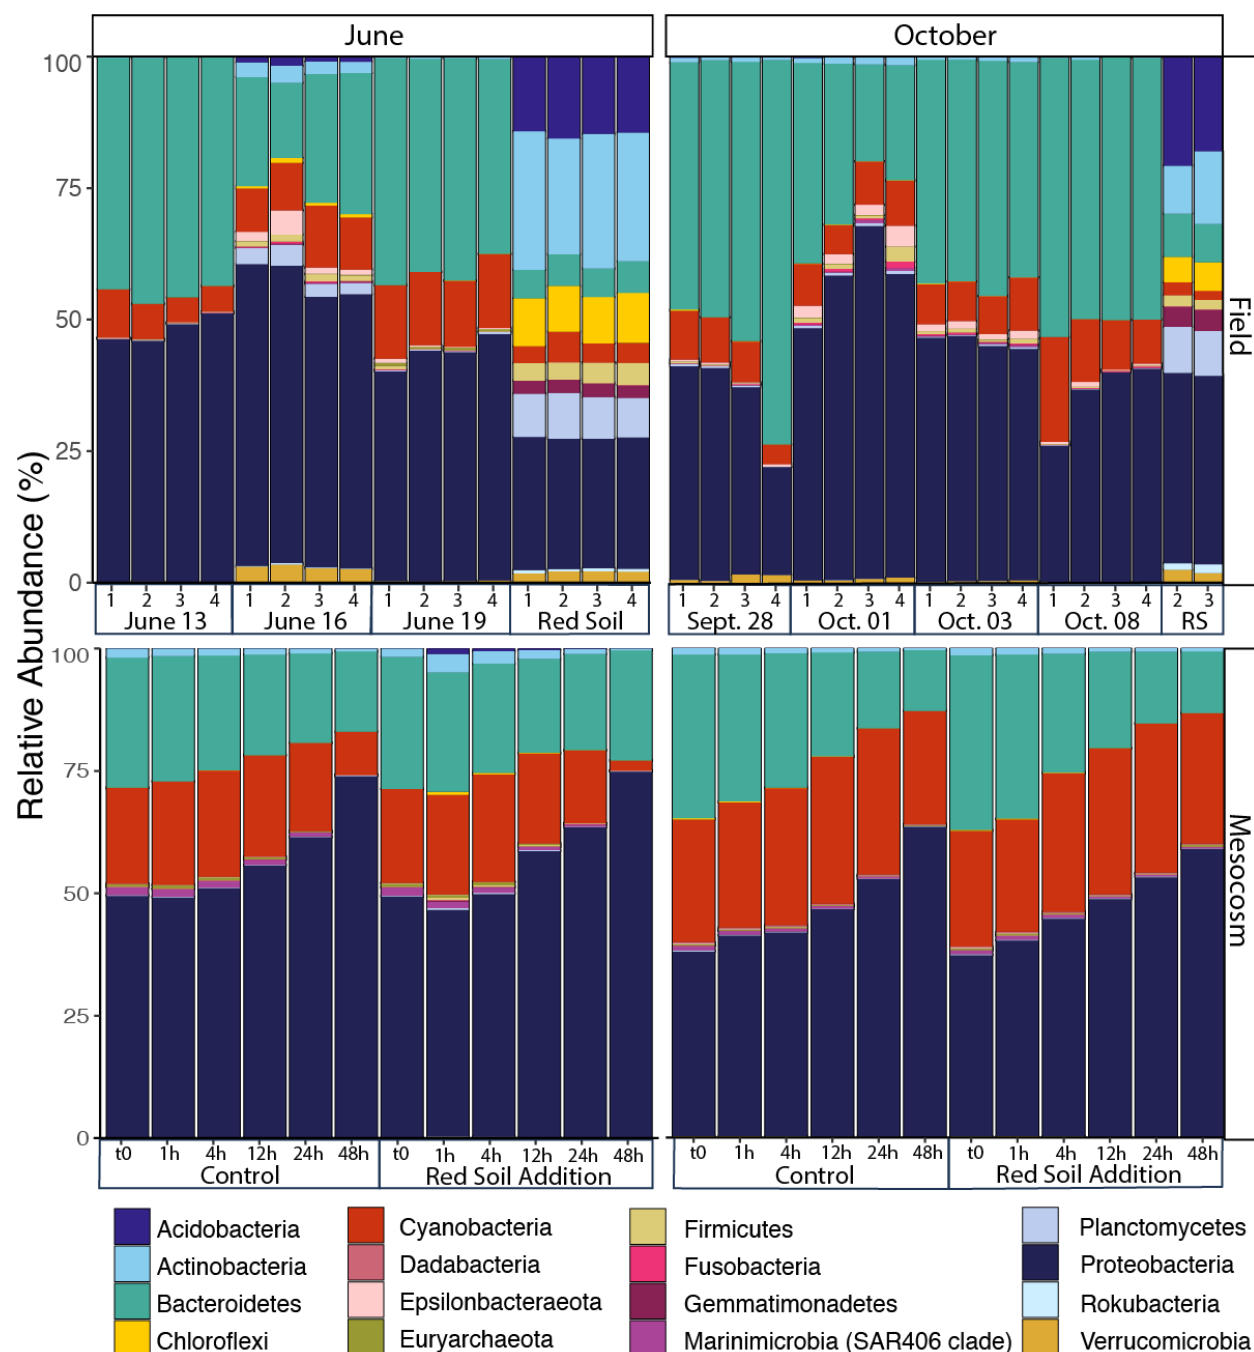 June October
100
75
50
25
0
Field
1 2 3 4 1 2 3 4 1 2 3 4 1 2 3 4 1 2 3 4 1 2 3 4 1 2 3 4 1 2 3 4 2 3
June 13 June 16 June 19 Red Soil Sept. 28 Oct. 01 Oct. 03 Oct. 08 RS
Relative Abundance (%)
100
75
50
25
0
Mesocosm
t0 1h 4h 12h 24h 48h t0 1h 4h 12h 24h 48h t0 1h 4h 12h 24h 48h t0 1h 4h 12h 24h 48h
Control Red Soil Addition Control Red Soil Addition
Acidobacteria Cyanobacteria Firmicutes Planctomycetes
Actinobacteria Dadabacteria Fusobacteria Proteobacteria
Bacteroidetes Epsilonbacteraeota Gemmatimonadetes Rokubacteria
Chloroflexi Euryarchaeota Marinimicrobia (SAR406 clade) Verrucomicrobia